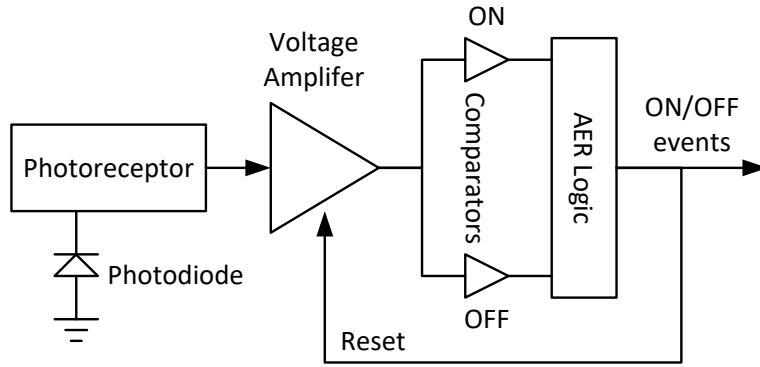 ON
Voltage
Amplifer
Comparators
AER Logic
ON/OFF
events
Photoreceptor
Photodiode
OFF
Reset